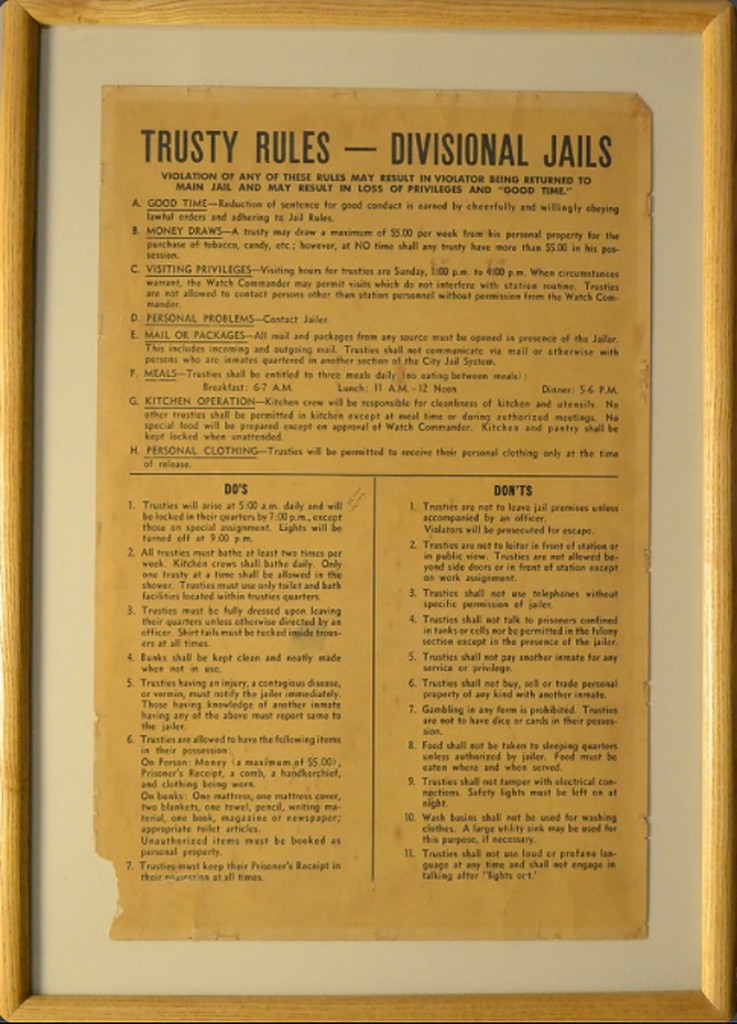 TRUSTY RULES — DIVISIONAL JAILS
VIOLATION OF ANY OF THESE RULES MAY RESULT IN VIOLATOR BEING RETURNED TO
MAIN JAIL AND MAY RESULT IN LOSS OF PRIVILEGES AND "GOOD TIME."
A. GOOD TIME—Reduction of sentence for good conduct is earned by cheerfully and willingly obeying
lawful orders and adhering to Jail Rules.
B. MONEY DRAWS—A trusty may draw a maximum of $5.00 per week from his personal property for the
purchase of tobacco, candy, etc.; however, at NO time shall any trusty have more than $5.00 in his pos-
session.
C. VISITING PRIVILEGES—Visiting hours for trusties are Sunday, 1:00 p.m. to 4:00 p.m. When circumstances
warrant, the Watch Commander may permit visits which do not interfere with station routine. Trusties
are not allowed to contact persons other than station personnel without permission from the Watch Com-
mander.
D. PERSONAL PROBLEMS—Contact Jailer.
E. MAIL OR PACKAGES—All mail and packages from any source must be opened in presence of the Jailer.
This includes incoming and outgoing mail. Trusties shall not communicate via mail or otherwise with
persons who are inmates quartered in another section of the City Jail System.
F. MEALS—Trusties shall be entitled to three meals daily (no eating between meals):
Breakfast: 6-7 A.M. Lunch: 11 A.M.-12 Noon Dinner: 5-6 P.M.
G. KITCHEN OPERATION—Kitchen crew will be responsible for cleanliness of kitchen and utensils. No
other trusties shall be permitted in kitchen except at meal time or during authorized meetings. No
special food will be prepared except on approval of Watch Commander. Kitchen and pantry shall be
kept locked when unattended.
H. PERSONAL CLOTHING—Trusties will be permitted to receive their personal clothing only at the time
of release.
DO'S
1. Trusties will arise at 5:00 a.m. daily and will
be locked in their quarters by 7:00 p.m., except
those on special assignment. Lights will be
turned off at 9:00 p.m.
2. All trusties must bathe at least two times per
week. Kitchen crews shall bathe daily. Only
one trusty at a time shall be allowed in the
shower. Trusties must use only toilet and bath
facilities located within trusties quarters.
3. Trusties must be fully dressed upon leaving
their quarters unless otherwise directed by an
officer. Shirt tails must be tucked inside trous-
ers at all times.
4. Bunks shall be kept clean and neatly made
when not in use.
5. Trusties having an injury, a contagious disease,
or vermin, must notify the jailer immediately.
Those having knowledge of another inmate
having any of the above must report same to
the jailer.
6. Trusties are allowed to have the following items
in their possession:
On Person: Money (a maximum of $5.00),
Prisoner's Receipt, a comb, a handkerchief,
and clothing being worn.
On bunks: One mattress, one mattress cover,
two blankets, one towel, pencil, writing ma-
terial, one book, magazine or newspaper;
appropriate toilet articles.
Unauthorized items must be booked as
personal property.
7. Trusties must keep their Prisoner's Receipt in
their possession at all times.
DON'TS
1. Trusties are not to leave jail premises unless
accompanied by an officer.
Violators will be prosecuted for escape.
2. Trusties are not to loiter in front of station or
in public view. Trusties are not allowed be-
yond side doors or in front of station except
on work assignment.
3. Trusties shall not use telephones without
specific permission of jailer.
4. Trusties shall not talk to prisoners confined
in tanks or cells nor be permitted in the felony
section except in the presence of the jailer.
5. Trusties shall not pay another inmate for any
service or privilege.
6. Trusties shall not buy, sell or trade personal
property of any kind with another inmate.
7. Gambling in any form is prohibited. Trusties
are not to have dice or cards in their posses-
sion.
8. Food shall not be taken to sleeping quarters
unless authorized by jailer. Food must be
eaten where and when served.
9. Trusties shall not tamper with electrical con-
nections. Safety lights must be left on at
night.
10. Wash basins shall not be used for washing
clothes. A large utility sink may be used for
this purpose, if necessary.
11. Trusties shall not use loud or profane lan-
guage at any time and shall not engage in
talking after "lights out."